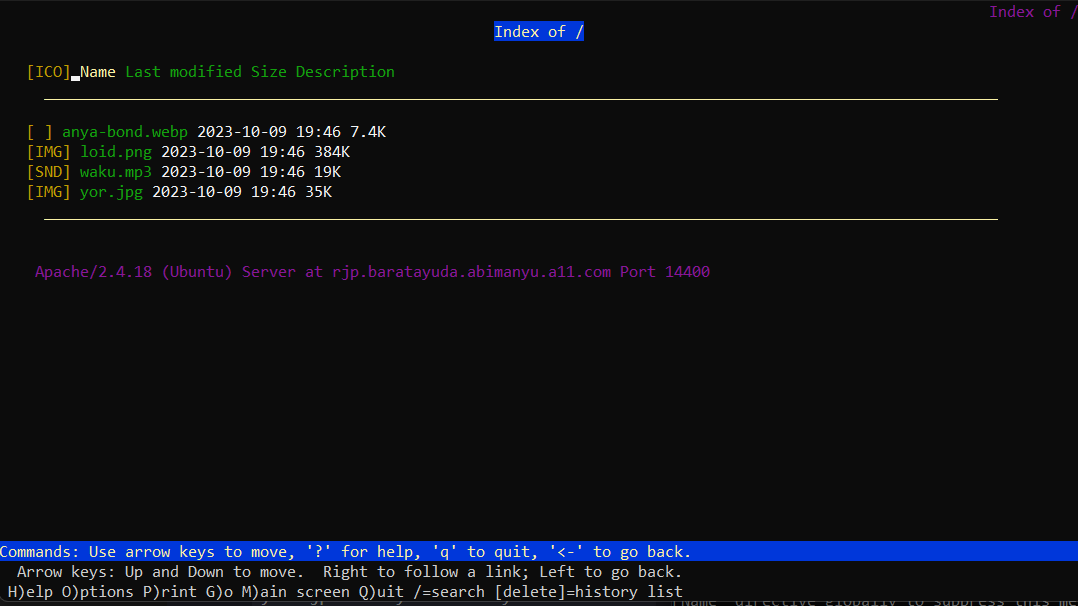 Index of /
Index of /
[ICO] Name Last modified Size Description
[ ] anya-bond.webp 2023-10-09 19:46 7.4K
[IMG] loid.png 2023-10-09 19:46 384K
[SND] waku.mp3 2023-10-09 19:46 19K
[IMG] yor.jpg 2023-10-09 19:46 35K
Apache/2.4.18 (Ubuntu) Server at rjp.baratayuda.abimanyu.a11.com Port 14400
Commands: Use arrow keys to move, '?' for help, 'q' to quit, '<-' to go back.
Arrow keys: Up and Down to move.  Right to follow a link; Left to go back.
H)elp O)ptions P)rint G)o M)ain screen Q)uit /=search [delete]=history list